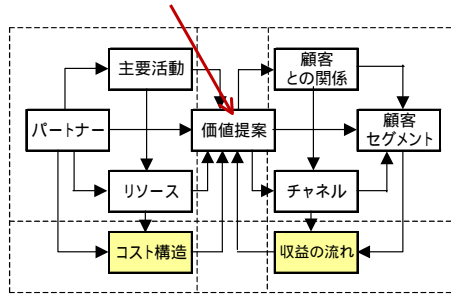 主要活動
顧客
との関係
パートナー
価値提案
顧客
セグメント
リソース
チャネル
コスト構造
収益の流れ